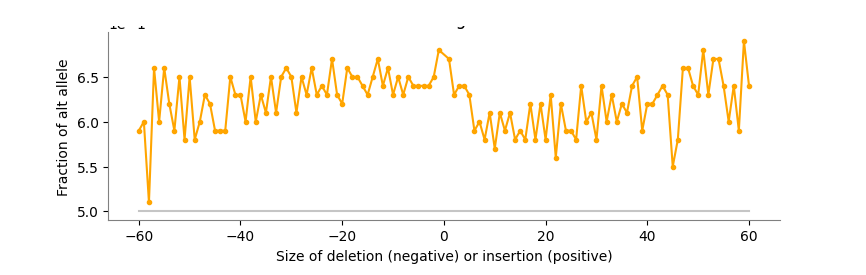 6.5
6.0
5.5
5.0
Fraction of alt allele
−60 −40 −20 0 20 40 60
Size of deletion (negative) or insertion (positive)